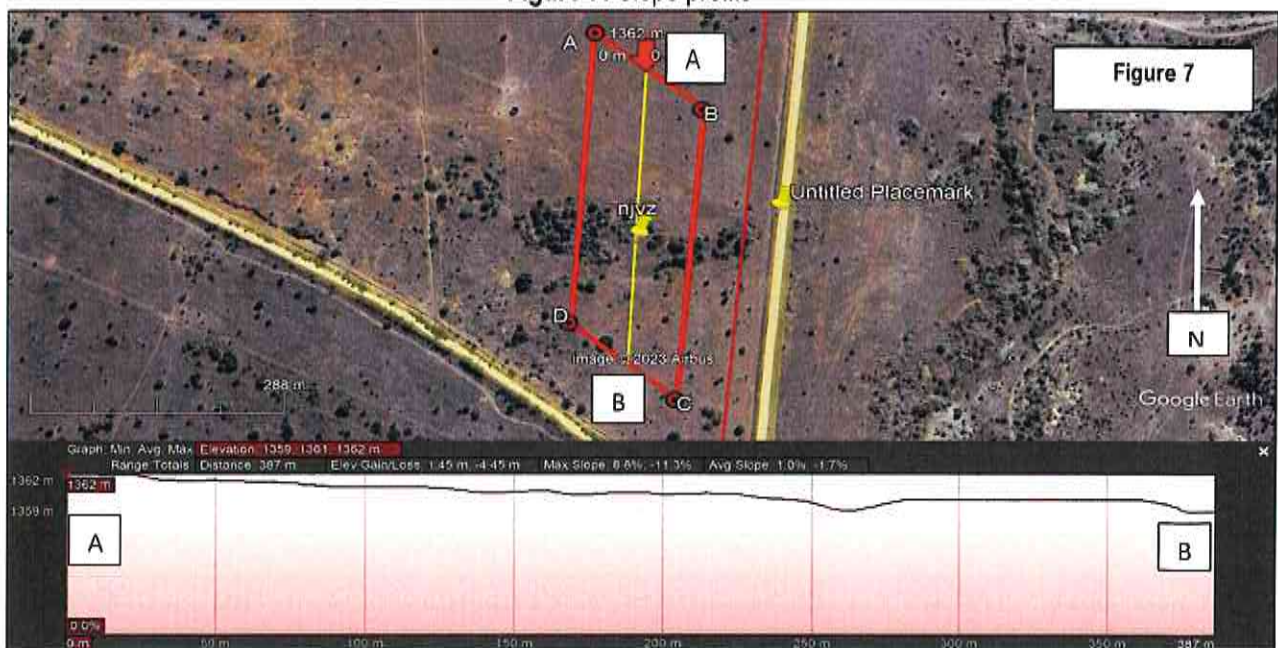 A
1362 m
0 m
A
Figure 7
B
Untitled Placemark
njvz
D
Image © 2023 Airbus
N
B
C
288 m
Google Earth
Graph: Min, Avg, Max Elevation: 1359, 1361, 1362 m
Range Totals: Distance: 387 m Elev Gain/Loss: 1.45 m, -4.45 m Max Slope: 8.8%, -11.3% Avg Slope: 1.0%, -1.7%
1362 m
1362 m
1359 m
A
B
0.0%
0 m 50 m 100 m 150 m 200 m 250 m 300 m 350 m 387 m